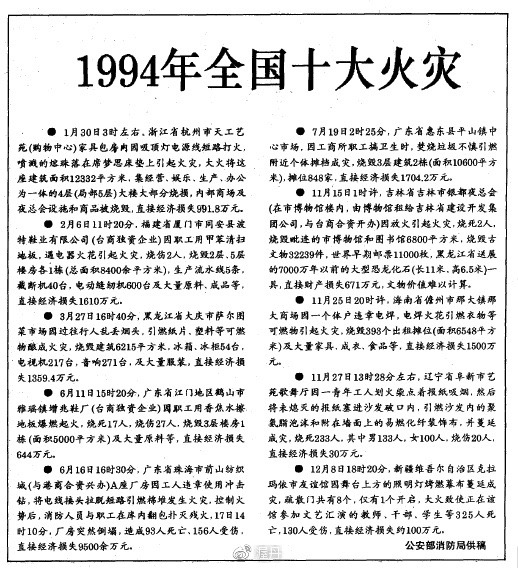 1994年全国十大火灾
● 1月30日3时左右、浙江省杭州市天工艺
苑(购物中心)家具包房肉因吸顶灯电源线短路打火,
喷溅的熔珠落在席梦思床垫上引起火灾,大火将这
座建筑面积12332平方米,集经营、娱乐、生产、办公
为一体的4层(局部5层)大楼大部分烧损,内部商场及
夜总会设施和商品被烧毁,直接经济损失991.8万元。
● 2月6日11时20分,福建省厦门市同安县波
特鞋业有限公司(台商独资企业)因职工用甲苯清扫
地板,遇电器火花引起火灾,烧伤2人,烧毁2层、5层
楼房各1栋(总面积8400余平方米),生产流水线5条,
截断机40台,电动缝纫机600台及大量原料、成品等,
直接经济损失1610万元。
● 3月27日16时40分,黑龙江省大庆市萨尔图
菜市场因过往行人乱丢烟头,引燃纸片、塑料等可燃
物酿成火灾,烧毁建筑6215平方米,冰箱、冰柜54台,
电视机217台,音响271台,及大量服装,直接经济损
失1359.4万元。
● 6月11日15时20分,广东省江门地区鹤山市
雅瑶镇增兆鞋厂(台商独资企业)因职工用香焦水擦
地板爆燃起火,烧死17人,烧伤27人,烧毁3层楼房1
栋(面积5000平方米)及大量原料等,直接经济损失
644万元。
● 6月16日16时30分,广东省珠海市前山纺织
城(与港商合资兴办)A座厂房因工人违章使用冲击
钻,将电线接头拉脱短路引燃棉堆发生火灾,控制火
势后,消防人员与职工在库内翻包扑灭残火,17日14
时10分,厂房突然倒塌,造成93人死亡,156人受伤,
直接经济损失9500余万元。
● 7月19日2时25分,广东省惠东县平山镇中
心市场,因工商所职工搞卫生时,焚烧垃圾不慎引燃
附近个体摊档成灾,烧毁3层建筑2栋(面积10600平方
米),摊位848家,直接经济损失1704.2万元。
● 11月15日1时许,吉林省吉林市银都夜总会
(在市博物馆楼内,由博物馆租给吉林省建设开发集
团公司,与台商合资开办)因放火引起火灾,烧死2人,
烧毁毗连的市博物馆和图书馆6800平方米,烧毁古
文物32239件,世界早期邮票11000枚,黑龙江省送展
的7000万年以前的大型恐龙化石(长11米、高6.5米)一
具,直接财产损失671万元,文物价值难以计算。
● 11月25日20时许,海南省儋州市那大镇那
大商场因一个体户违章电焊,电焊火花引燃衣物等
可燃物引起火灾,烧毁393个出租摊位(面积6548平方
米)及大量家具、成衣、食品等,直接经济损失1500万
元。
● 11月27日13时28分左右,辽宁省阜新市艺
苑歌舞厅因一青年工人划火柴点着报纸吸烟,然后
将未熄灭的报纸塞进沙发破口内,引燃沙发内的聚
氨脂泡沫和附在墙面上的易燃化纤装饰布,并蔓延
成灾,烧死233人,其中男133人,女100人,烧伤20人,
直接经济损失30万元。
● 12月8日18时20分,新疆维吾尔自治区克拉
玛依市友谊馆因舞台上方的照明灯烤燃幕布蔓延成
灾,疏散门共有8个,仅有1个开启,大火致使正在该
馆参加文艺汇演的教师、干部、学生等325人死
亡,130人受伤,直接经济损失约100万元。
公安部消防局供稿